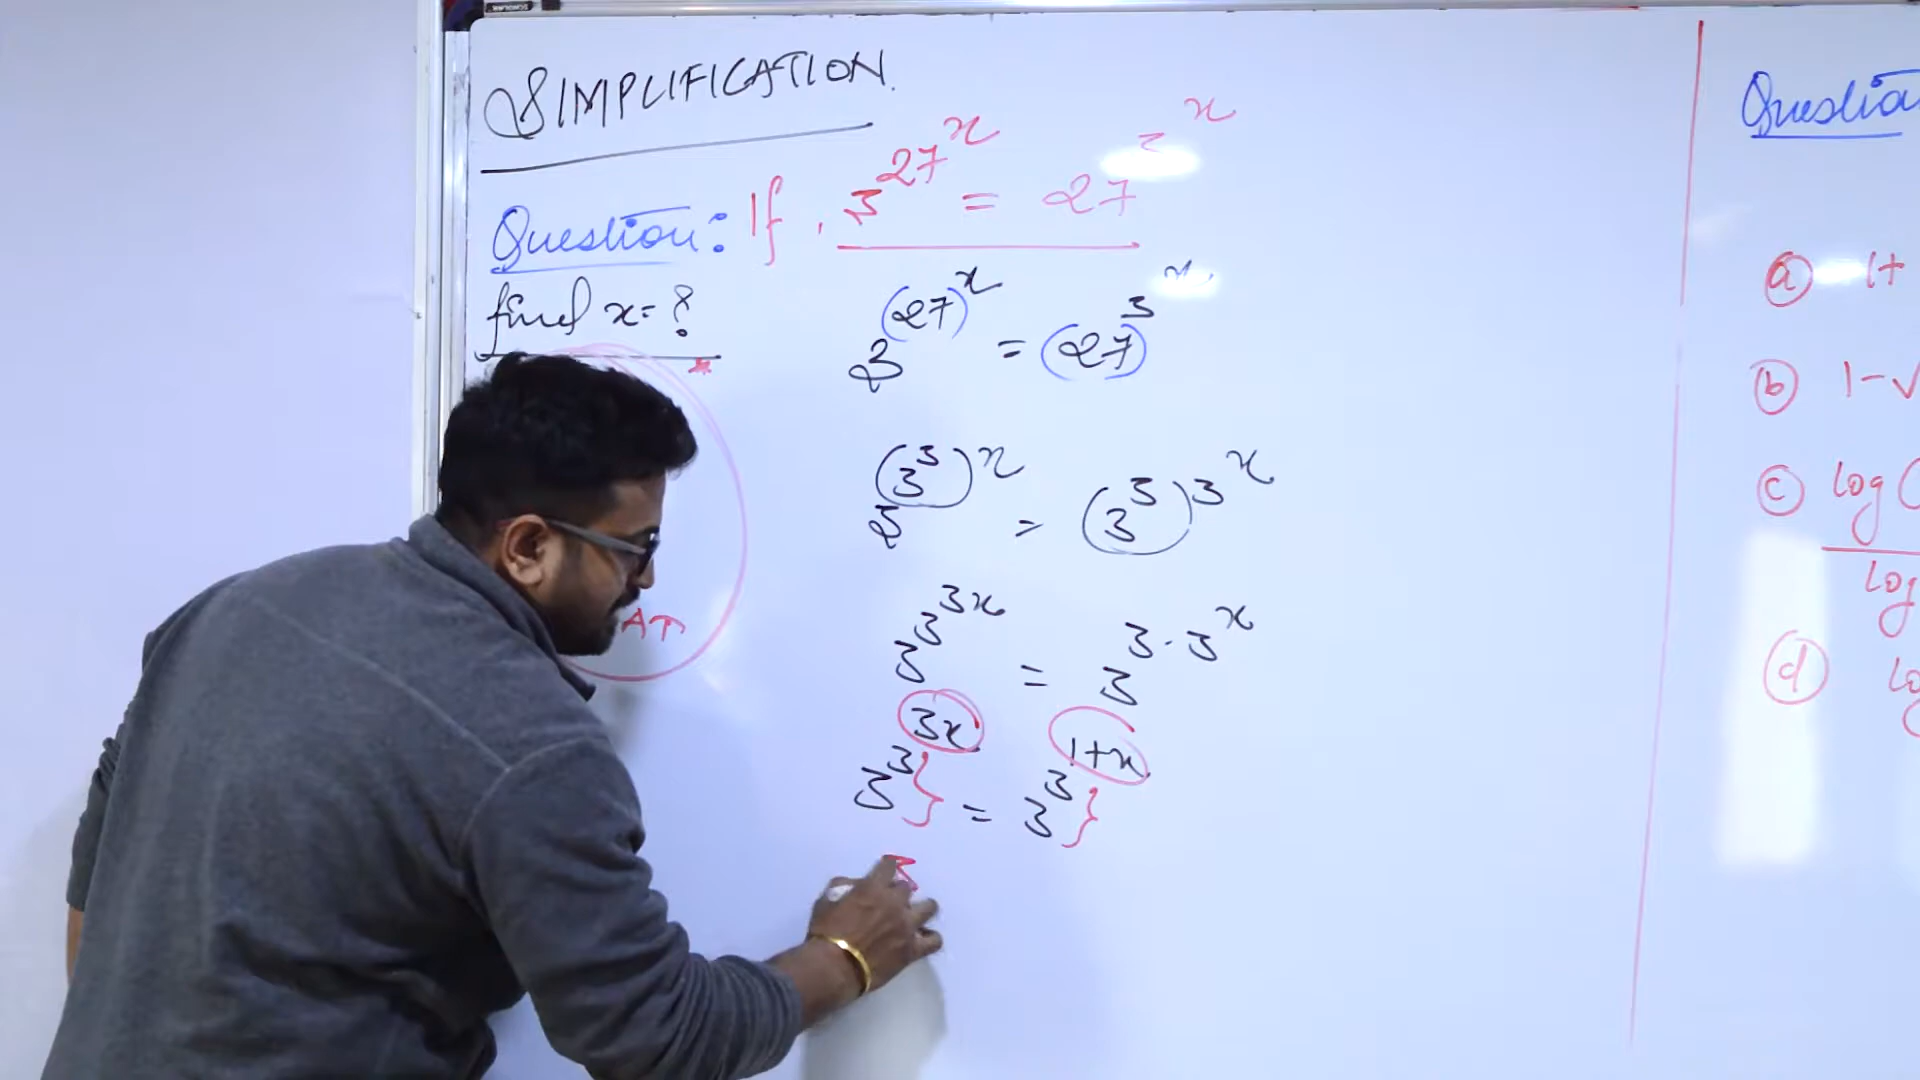 SIMPLIFICATION.
Question: If, 3^27^x = 27^3^x
find x=?
3^(27)^x = (27)^3^x
3^(3^3)^x = (3^3)^3^x
3^3^3x = 3^3·3^x
3^3^3x} = 3^3^1+x}
3
A↑
Questio
a 1+
b 1-√
c log(
log
d lo